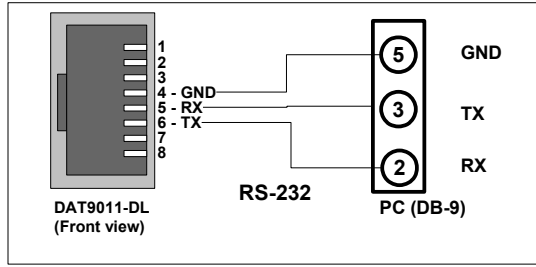 1
2
3
4 - GND
5 - RX
6 - TX
7
8
5
GND
3
TX
2
RX
RS-232
DAT9011-DL
(Front view)
PC (DB-9)